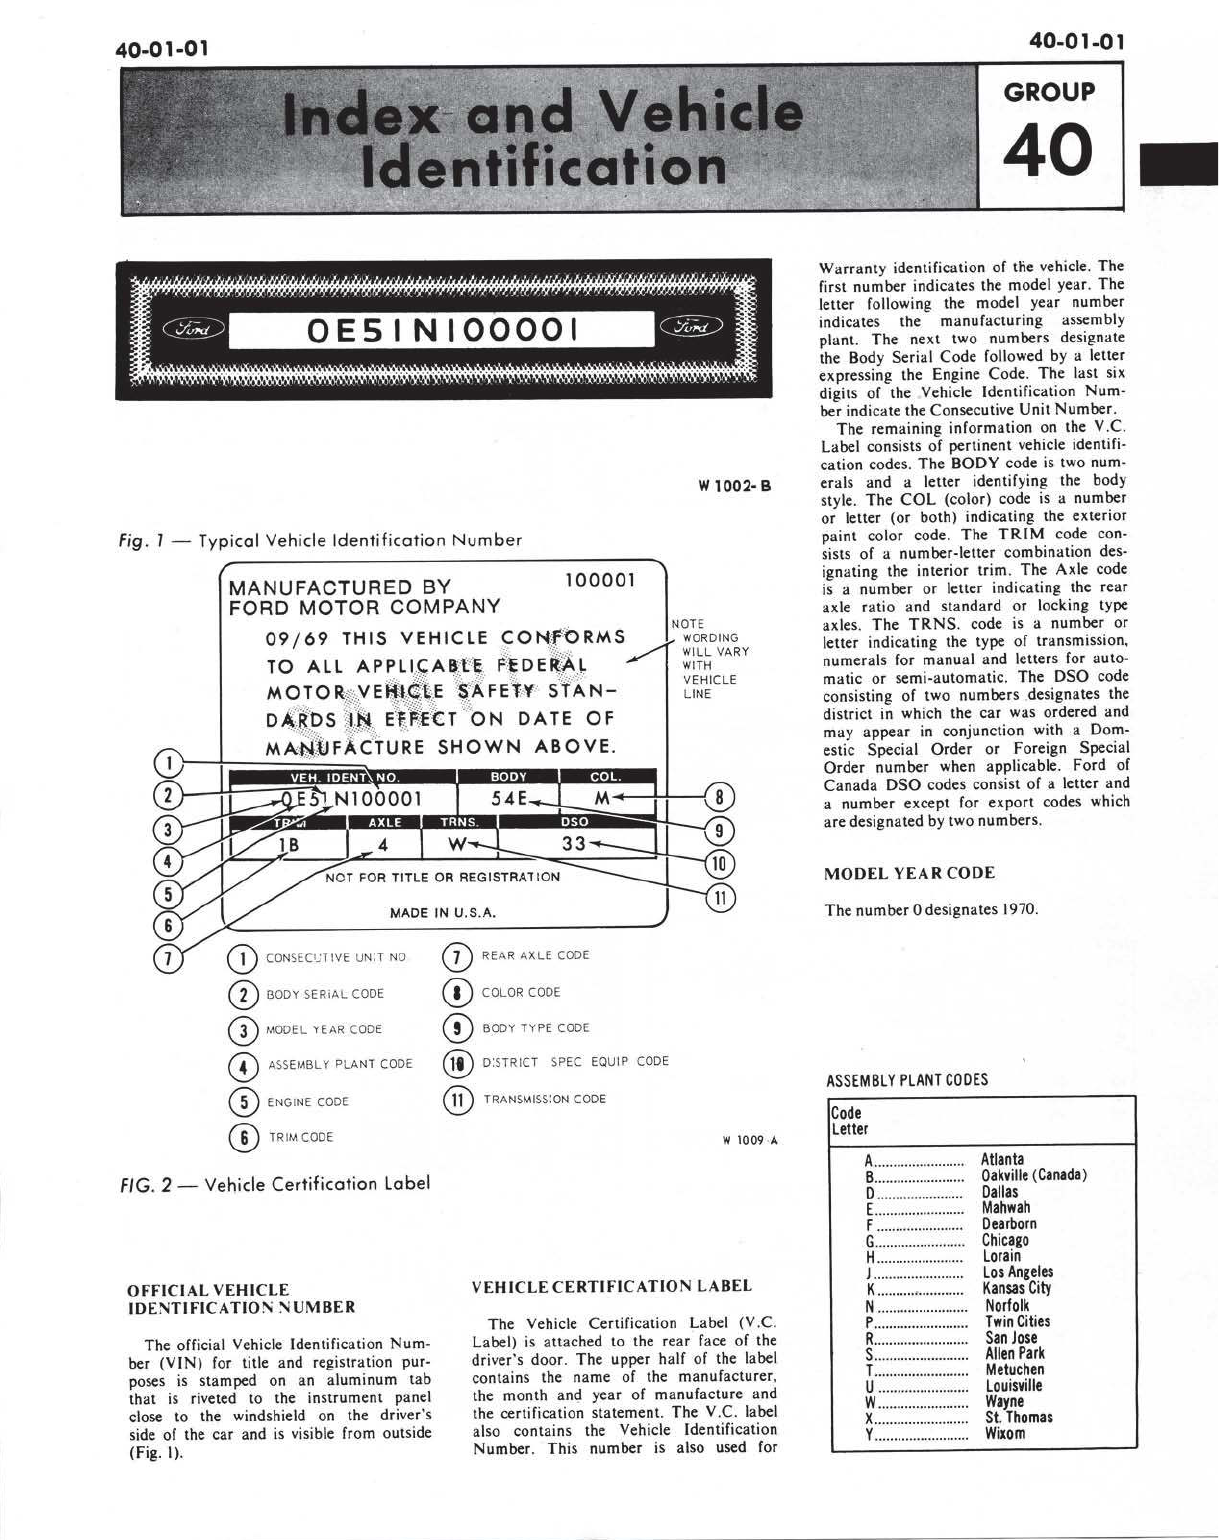 40-01-01
40-01-01
Index and Vehicle
Identification
GROUP
40
Ford
0E51N100001
Ford
W 1002-B
Fig. 1 — Typical Vehicle Identification Number
MANUFACTURED BY
FORD MOTOR COMPANY
100001
09/69 THIS VEHICLE CONFORMS
TO ALL APPLICABLE FEDERAL
MOTOR VEHICLE SAFETY STAN-
DARDS IN EFFECT ON DATE OF
MANUFACTURE SHOWN ABOVE.
NOTE
WORDING
WILL VARY
WITH
VEHICLE
LINE
VEH. IDENT. NO. BODY COL.
0E51N100001 54E M
TRIM AXLE TRNS. DSO
1B 4 W 33
NOT FOR TITLE OR REGISTRATION
MADE IN U.S.A.
1
2
3
4
5
6
7
8
9
10
11
1 CONSECUTIVE UNIT NO
2 BODY SERIAL CODE
3 MODEL YEAR CODE
4 ASSEMBLY PLANT CODE
5 ENGINE CODE
6 TRIM CODE
7 REAR AXLE CODE
8 COLOR CODE
9 BODY TYPE CODE
10 DISTRICT SPEC EQUIP CODE
11 TRANSMISSION CODE
W 1009-A
FIG. 2 — Vehicle Certification Label
OFFICIAL VEHICLE
IDENTIFICATION NUMBER
The official Vehicle Identification Num-
ber (VIN) for title and registration pur-
poses is stamped on an aluminum tab
that is riveted to the instrument panel
close to the windshield on the driver's
side of the car and is visible from outside
(Fig. 1).
VEHICLE CERTIFICATION LABEL
The Vehicle Certification Label (V.C.
Label) is attached to the rear face of the
driver's door. The upper half of the label
contains the name of the manufacturer,
the month and year of manufacture and
the certification statement. The V.C. label
also contains the Vehicle Identification
Number. This number is also used for
Warranty identification of the vehicle. The
first number indicates the model year. The
letter following the model year number
indicates the manufacturing assembly
plant. The next two numbers designate
the Body Serial Code followed by a letter
expressing the Engine Code. The last six
digits of the Vehicle Identification Num-
ber indicate the Consecutive Unit Number.
The remaining information on the V.C.
Label consists of pertinent vehicle identifi-
cation codes. The BODY code is two num-
erals and a letter identifying the body
style. The COL (color) code is a number
or letter (or both) indicating the exterior
paint color code. The TRIM code con-
sists of a number-letter combination des-
ignating the interior trim. The Axle code
is a number or letter indicating the rear
axle ratio and standard or locking type
axles. The TRNS. code is a number or
letter indicating the type of transmission,
numerals for manual and letters for auto-
matic or semi-automatic. The DSO code
consisting of two numbers designates the
district in which the car was ordered and
may appear in conjunction with a Dom-
estic Special Order or Foreign Special
Order number when applicable. Ford of
Canada DSO codes consist of a letter and
a number except for export codes which
are designated by two numbers.
MODEL YEAR CODE
The number 0 designates 1970.
ASSEMBLY PLANT CODES
Code
Letter
A........................ Atlanta
B........................ Oakville (Canada)
D........................ Dallas
E........................ Mahwah
F........................ Dearborn
G........................ Chicago
H........................ Lorain
J........................ Los Angeles
K........................ Kansas City
N........................ Norfolk
P........................ Twin Cities
R........................ San Jose
S........................ Allen Park
T........................ Metuchen
U........................ Louisville
W........................ Wayne
X........................ St. Thomas
Y........................ Wixom